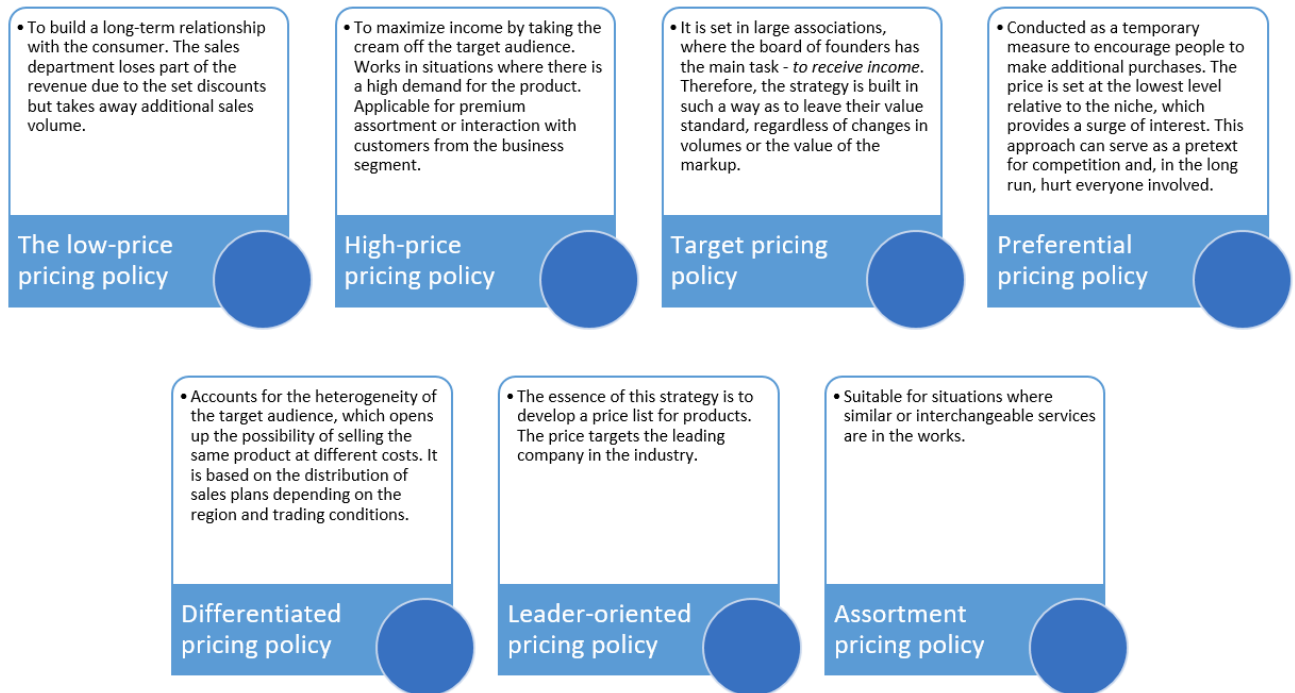 • To build a long-term relationship
with the consumer. The sales
department loses part of the
revenue due to the set discounts
but takes away additional sales
volume.
The low-price
pricing policy
• To maximize income by taking the
cream off the target audience.
Works in situations where there is
a high demand for the product.
Applicable for premium
assortment or interaction with
customers from the business
segment.
High-price
pricing policy
• It is set in large associations,
where the board of founders has
the main task - to receive income.
Therefore, the strategy is built in
such a way as to leave their value
standard, regardless of changes in
volumes or the value of the
markup.
Target pricing
policy
• Conducted as a temporary
measure to encourage people to
make additional purchases. The
price is set at the lowest level
relative to the niche, which
provides a surge of interest. This
approach can serve as a pretext
for competition and, in the long
run, hurt everyone involved.
Preferential
pricing policy
• Accounts for the heterogeneity of
the target audience, which opens
up the possibility of selling the
same product at different costs. It
is based on the distribution of
sales plans depending on the
region and trading conditions.
Differentiated
pricing policy
• The essence of this strategy is to
develop a price list for products.
The price targets the leading
company in the industry.
Leader-oriented
pricing policy
• Suitable for situations where
similar or interchangeable services
are in the works.
Assortment
pricing policy